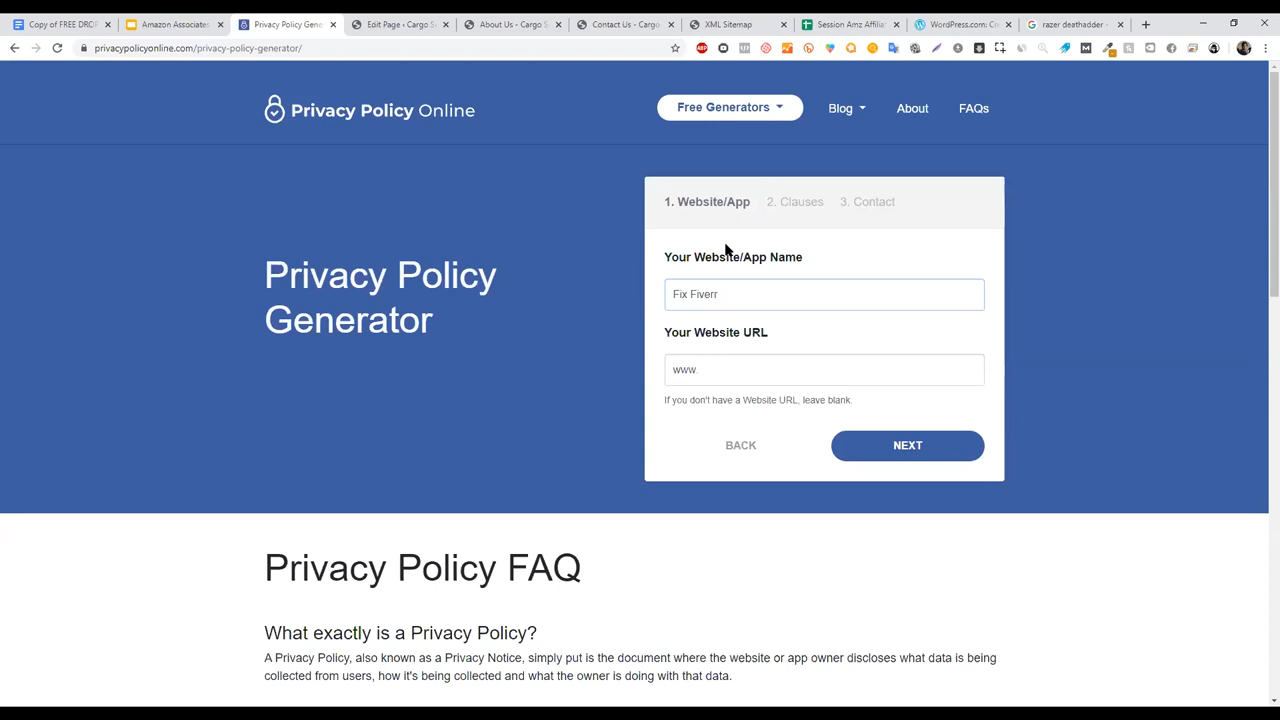 Copy of FREE DROP
Amazon Associates
Privacy Policy Gene
Edit Page ‹ Cargo S
About Us - Cargo S
Contact Us - Cargo
XML Sitemap
Session Amz Affilia
WordPress.com: Cr
razer deathadder -
privacypolicyonline.com/privacy-policy-generator/
Privacy Policy Online
Free Generators
Blog
About
FAQs
1. Website/App
2. Clauses
3. Contact
Your Website/App Name
Privacy Policy
Generator
Fix Fiverr
Your Website URL
www.
If you don't have a Website URL, leave blank.
BACK
NEXT
Privacy Policy FAQ
What exactly is a Privacy Policy?
A Privacy Policy, also known as a Privacy Notice, simply put is the document where the website or app owner discloses what data is being
collected from users, how it's being collected and what the owner is doing with that data.